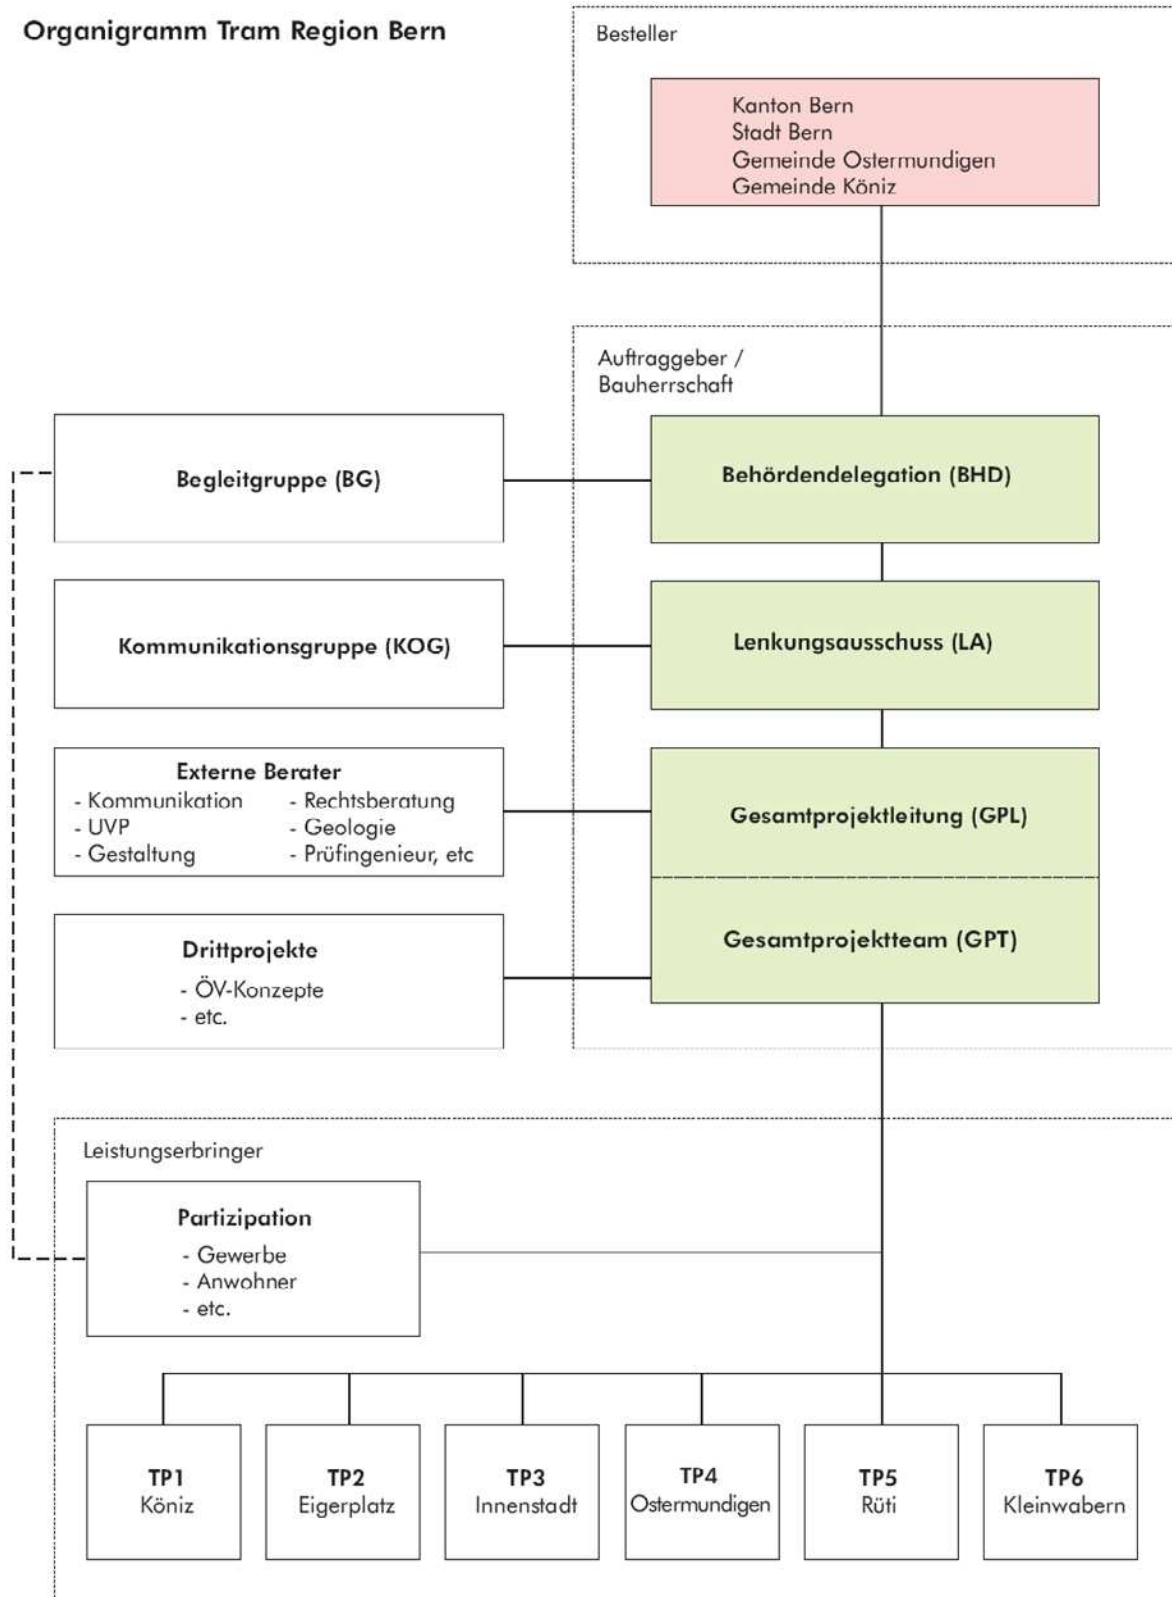 Organigramm Tram Region Bern
Besteller
Kanton Bern
Stadt Bern
Gemeinde Ostermundigen
Gemeinde Köniz
Auftraggeber /
Bauherrschaft
Begleitgruppe (BG)
Behördendelegation (BHD)
Kommunikationsgruppe (KOG)
Lenkungsausschuss (LA)
Externe Berater
- Kommunikation
- UVP
- Gestaltung
- Rechtsberatung
- Geologie
- Prüfingenieur, etc
Gesamtprojektleitung (GPL)
Gesamtprojektteam (GPT)
Drittprojekte
- ÖV-Konzepte
- etc.
Leistungserbringer
Partizipation
- Gewerbe
- Anwohner
- etc.
TP1
Köniz
TP2
Eigerplatz
TP3
Innenstadt
TP4
Ostermundigen
TP5
Rüti
TP6
Kleinwabern